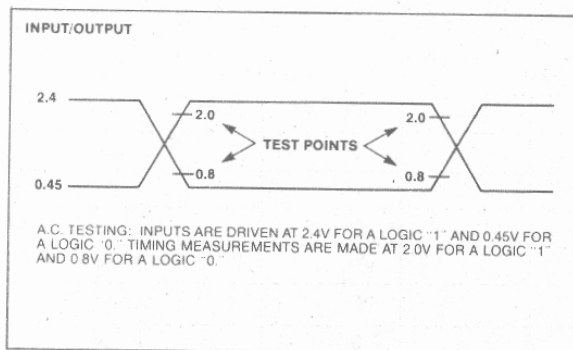 INPUT/OUTPUT
2.4
2.0
2.0
TEST POINTS
0.8
0.8
0.45
A.C. TESTING: INPUTS ARE DRIVEN AT 2.4V FOR A LOGIC "1" AND 0.45V FOR
A LOGIC "0." TIMING MEASUREMENTS ARE MADE AT 2.0V FOR A LOGIC "1"
AND 0.8V FOR A LOGIC "0."